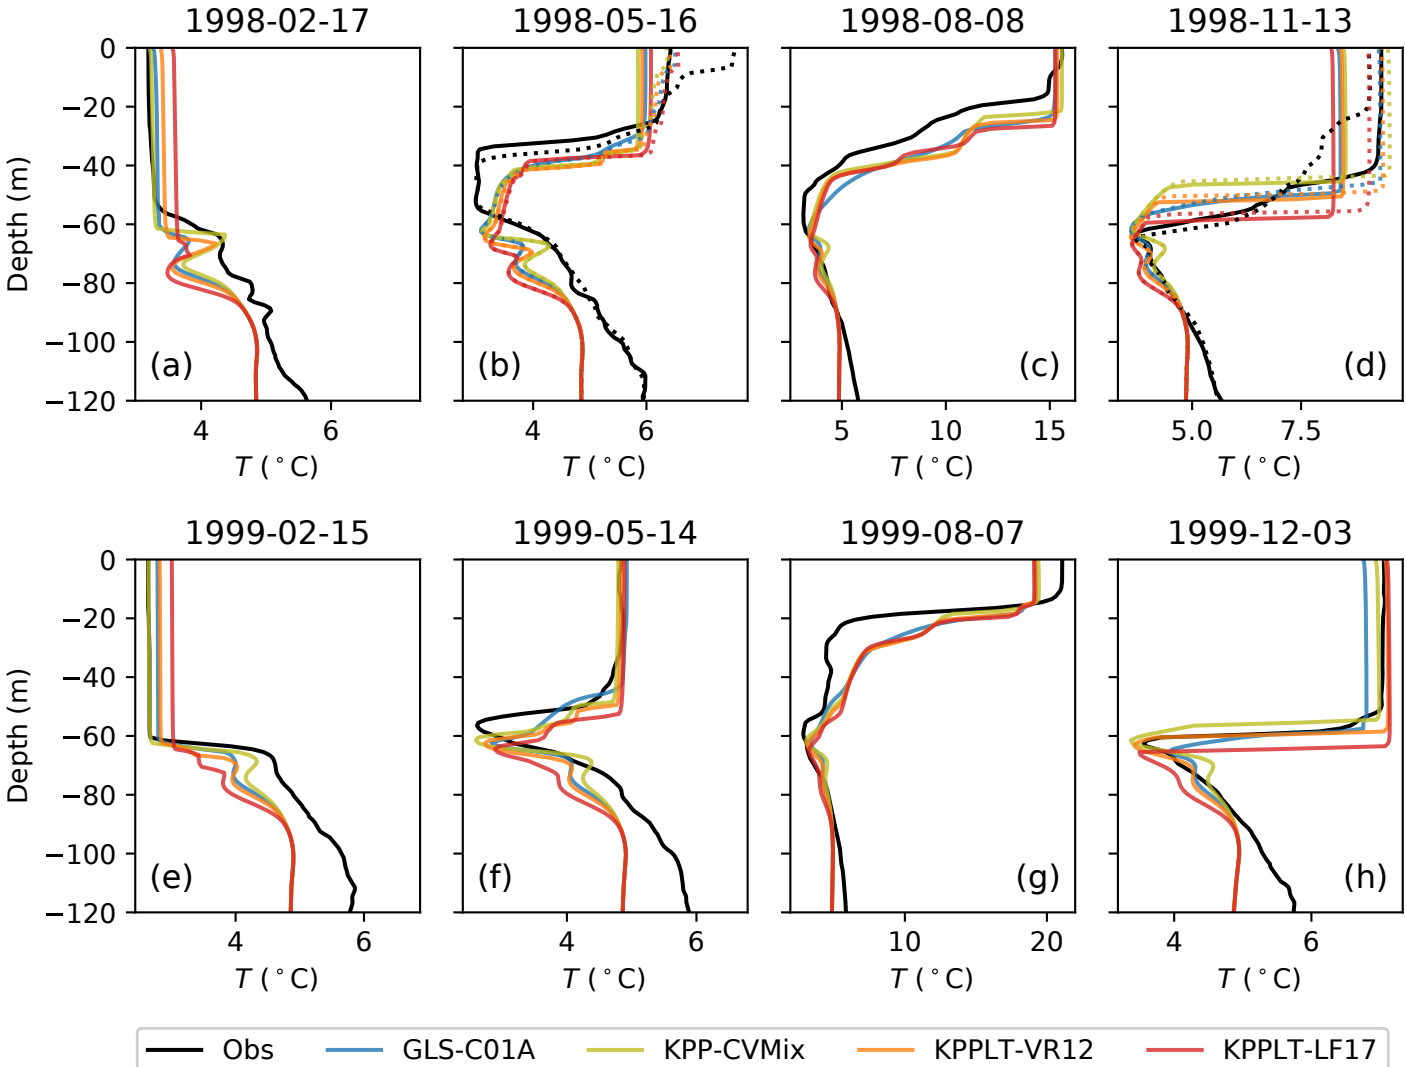 1998-02-17 1998-05-16 1998-08-08 1998-11-13
0
−20
−40
−60
−80
−100
−120
Depth (m)
(a) (b) (c) (d)
4 6 4 6 5 10 15 5.0 7.5
T (°C) T (°C) T (°C) T (°C)
1999-02-15 1999-05-14 1999-08-07 1999-12-03
0
−20
−40
−60
−80
−100
−120
Depth (m)
(e) (f) (g) (h)
4 6 4 6 10 20 4 6
T (°C) T (°C) T (°C) T (°C)
Obs GLS-C01A KPP-CVMix KPPLT-VR12 KPPLT-LF17